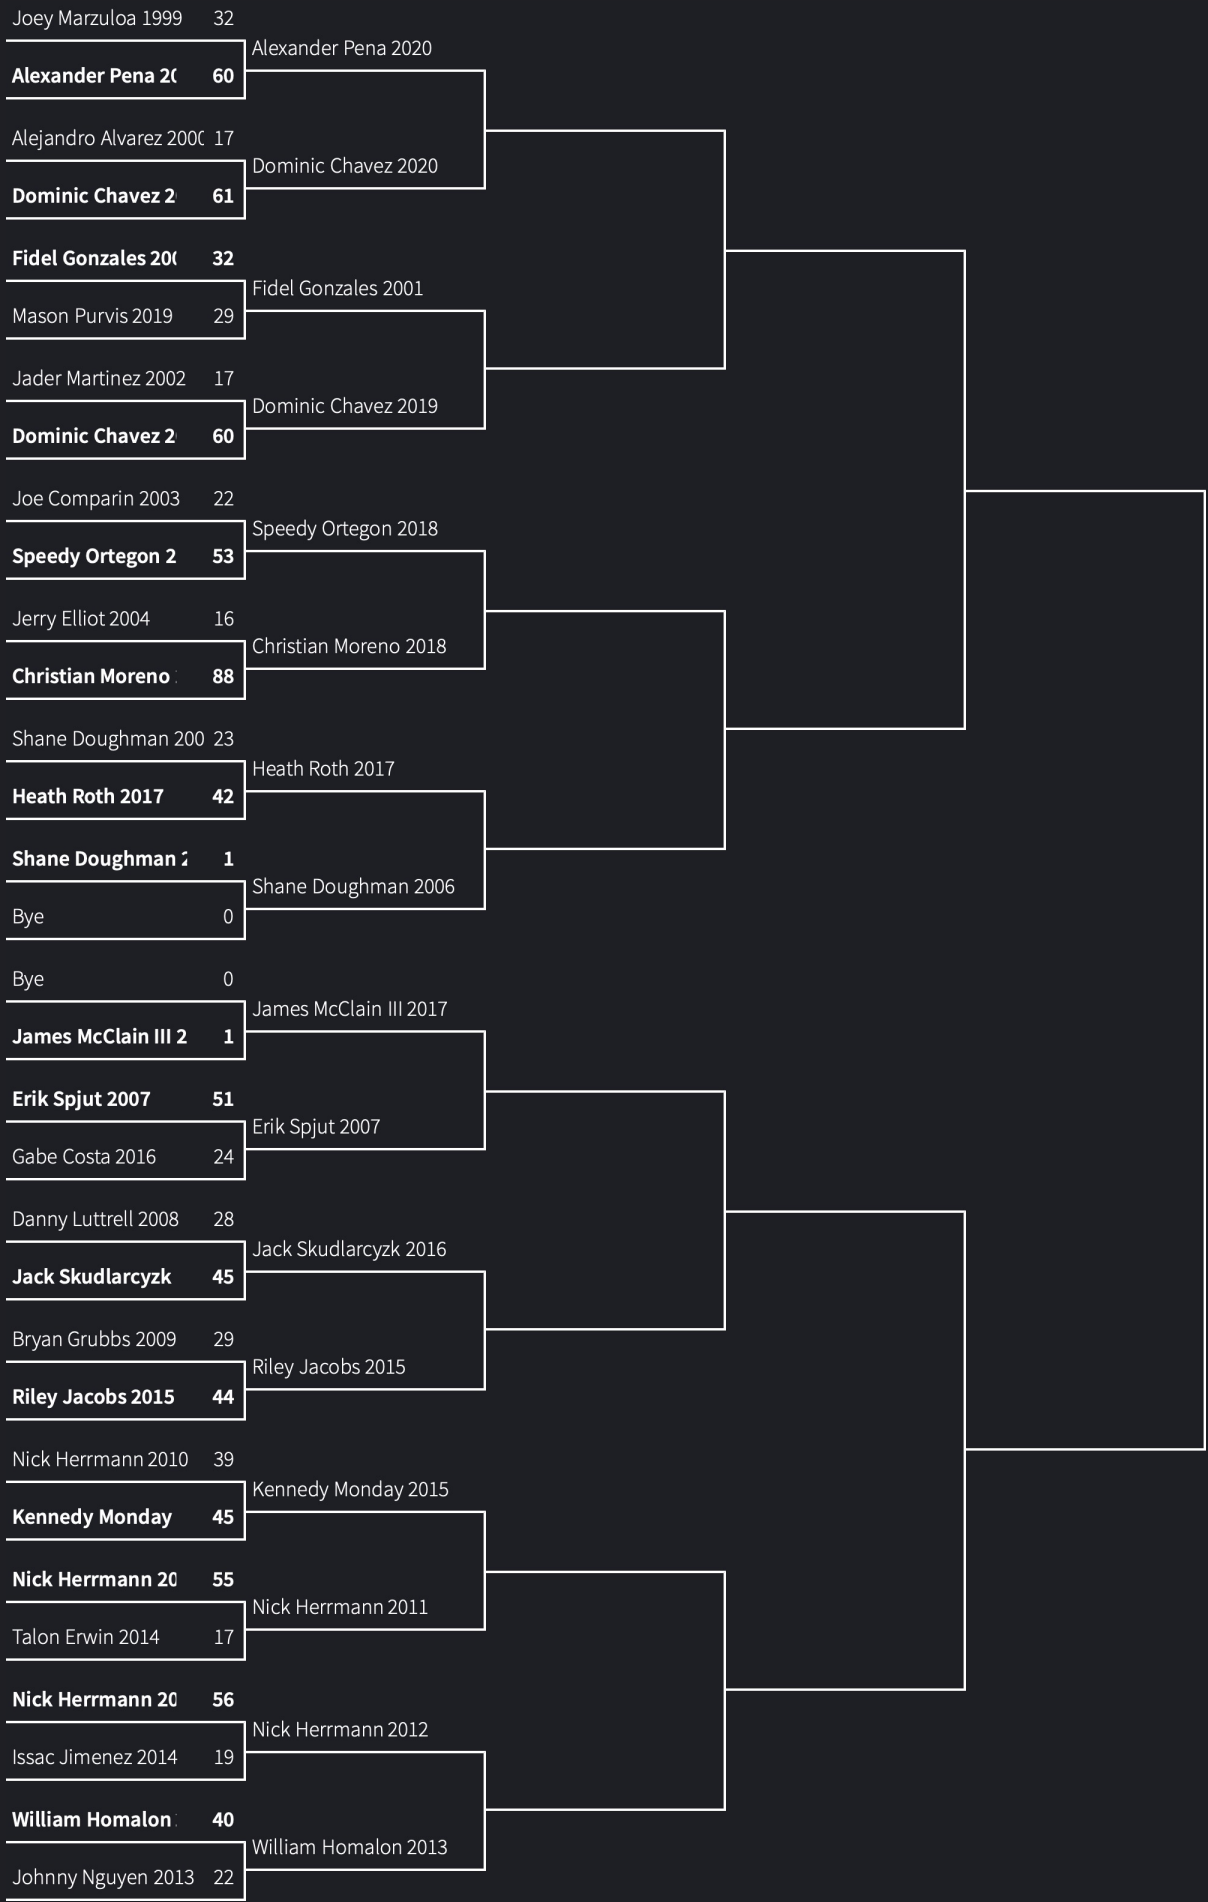 Joey Marzuloa 1999 32
Alexander Pena 20 60
Alexander Pena 2020
Alejandro Alvarez 2000 17
Dominic Chavez 2 61
Dominic Chavez 2020
Fidel Gonzales 200 32
Mason Purvis 2019 29
Fidel Gonzales 2001
Jader Martinez 2002 17
Dominic Chavez 2 60
Dominic Chavez 2019
Joe Comparin 2003 22
Speedy Ortegon 2 53
Speedy Ortegon 2018
Jerry Elliot 2004 16
Christian Moreno 88
Christian Moreno 2018
Shane Doughman 200 23
Heath Roth 2017 42
Heath Roth 2017
Shane Doughman 2 1
Bye 0
Shane Doughman 2006
Bye 0
James McClain III 2 1
James McClain III 2017
Erik Spjut 2007 51
Gabe Costa 2016 24
Erik Spjut 2007
Danny Luttrell 2008 28
Jack Skudlarcyzk 45
Jack Skudlarcyzk 2016
Bryan Grubbs 2009 29
Riley Jacobs 2015 44
Riley Jacobs 2015
Nick Herrmann 2010 39
Kennedy Monday 45
Kennedy Monday 2015
Nick Herrmann 20 55
Talon Erwin 2014 17
Nick Herrmann 2011
Nick Herrmann 20 56
Issac Jimenez 2014 19
Nick Herrmann 2012
William Homalon 40
Johnny Nguyen 2013 22
William Homalon 2013